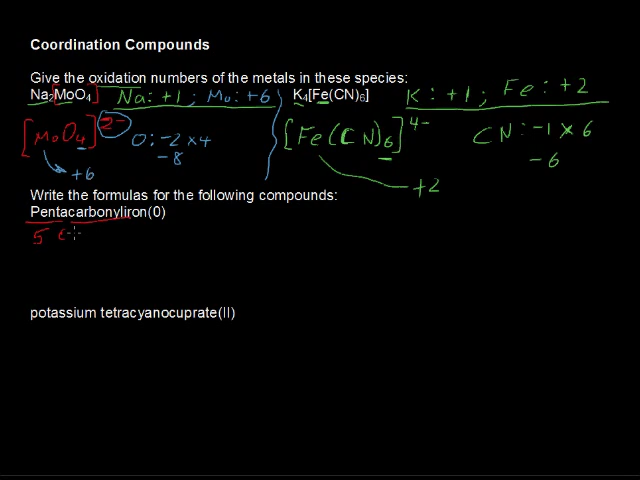 Coordination Compounds
Give the oxidation numbers of the metals in these species:
Na₂MoO₄ Na: +1 ; Mo: +6 K₄[Fe(CN)₆] K: +1 ; Fe: +2
[MoO₄]²⁻ O: -2 × 4 [Fe(CN)₆]⁴⁻ CN: -1 × 6
-8 -6
+6 +2
Write the formulas for the following compounds:
Pentacarbonyliron(0)
5 c
potassium tetracyanocuprate(II)